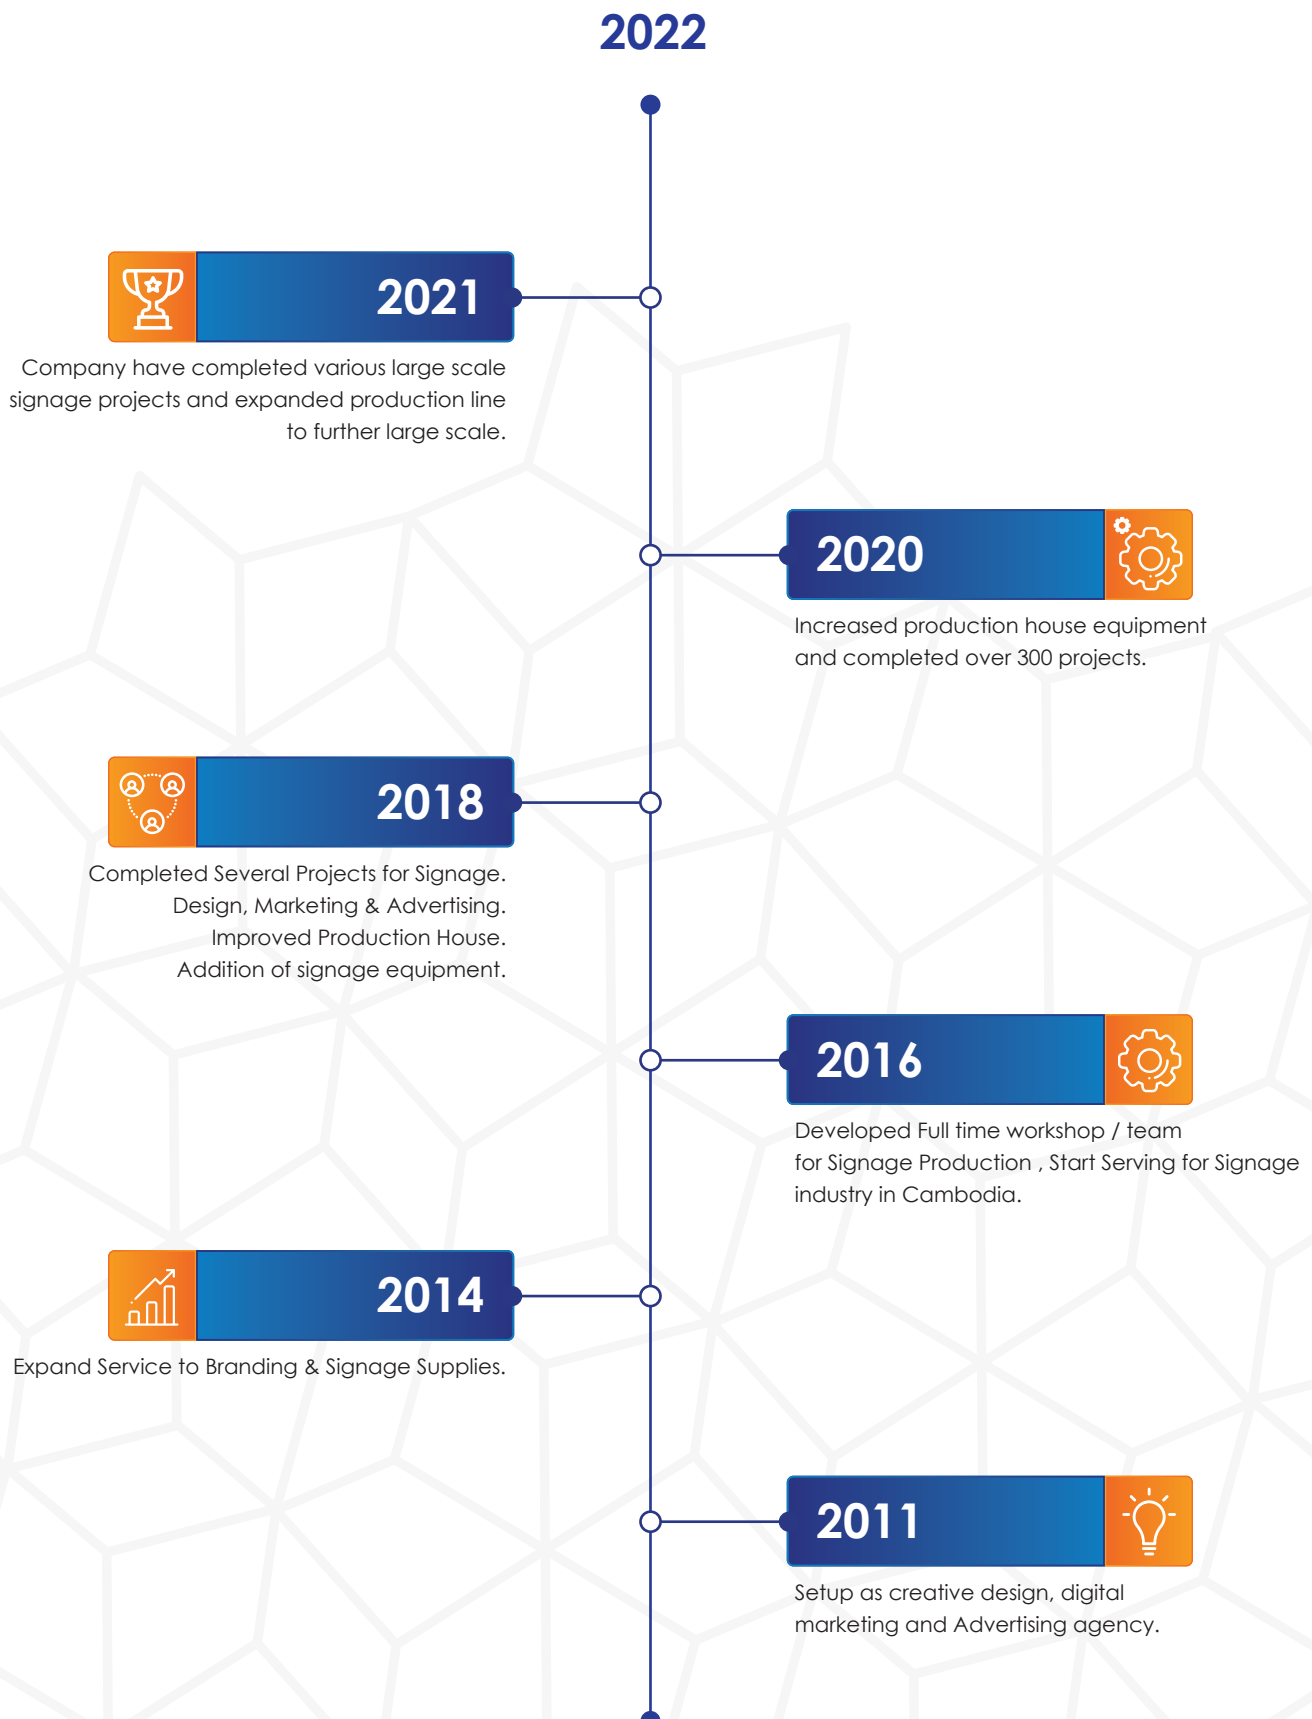 2022
2021
Company have completed various large scale
signage projects and expanded production line
to further large scale.
2020
Increased production house equipment
and completed over 300 projects.
2018
Completed Several Projects for Signage.
Design, Marketing & Advertising.
Improved Production House.
Addition of signage equipment.
2016
Developed Full time workshop / team
for Signage Production , Start Serving for Signage
industry in Cambodia.
2014
Expand Service to Branding & Signage Supplies.
2011
Setup as creative design, digital
marketing and Advertising agency.